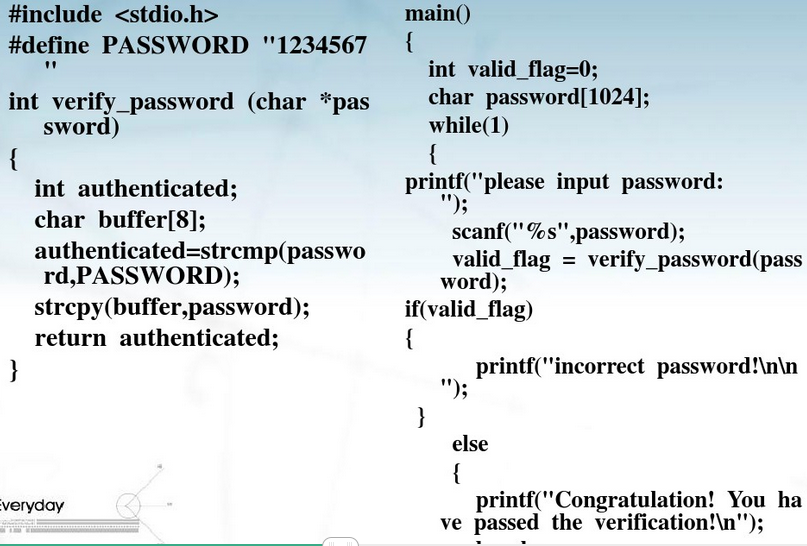 #include <stdio.h>
#define PASSWORD "1234567
"
int verify_password (char *pas
sword)
{
int authenticated;
char buffer[8];
authenticated=strcmp(passwo
rd,PASSWORD);
strcpy(buffer,password);
return authenticated;
}
Everyday
main()
{
int valid_flag=0;
char password[1024];
while(1)
{
printf("please input password:
");
scanf("%s",password);
valid_flag = verify_password(pass
word);
if(valid_flag)
{
printf("incorrect password!\n\n
");
}
else
{
printf("Congratulation! You ha
ve passed the verification!\n");